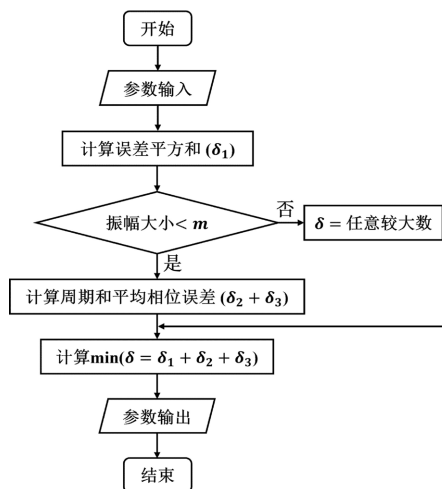 开始
参数输入
计算误差平方和 (δ₁)
振幅大小< m
否
δ = 任意较大数
是
计算周期和平均相位误差 (δ₂ + δ₃)
计算min(δ = δ₁ + δ₂ + δ₃)
参数输出
结束